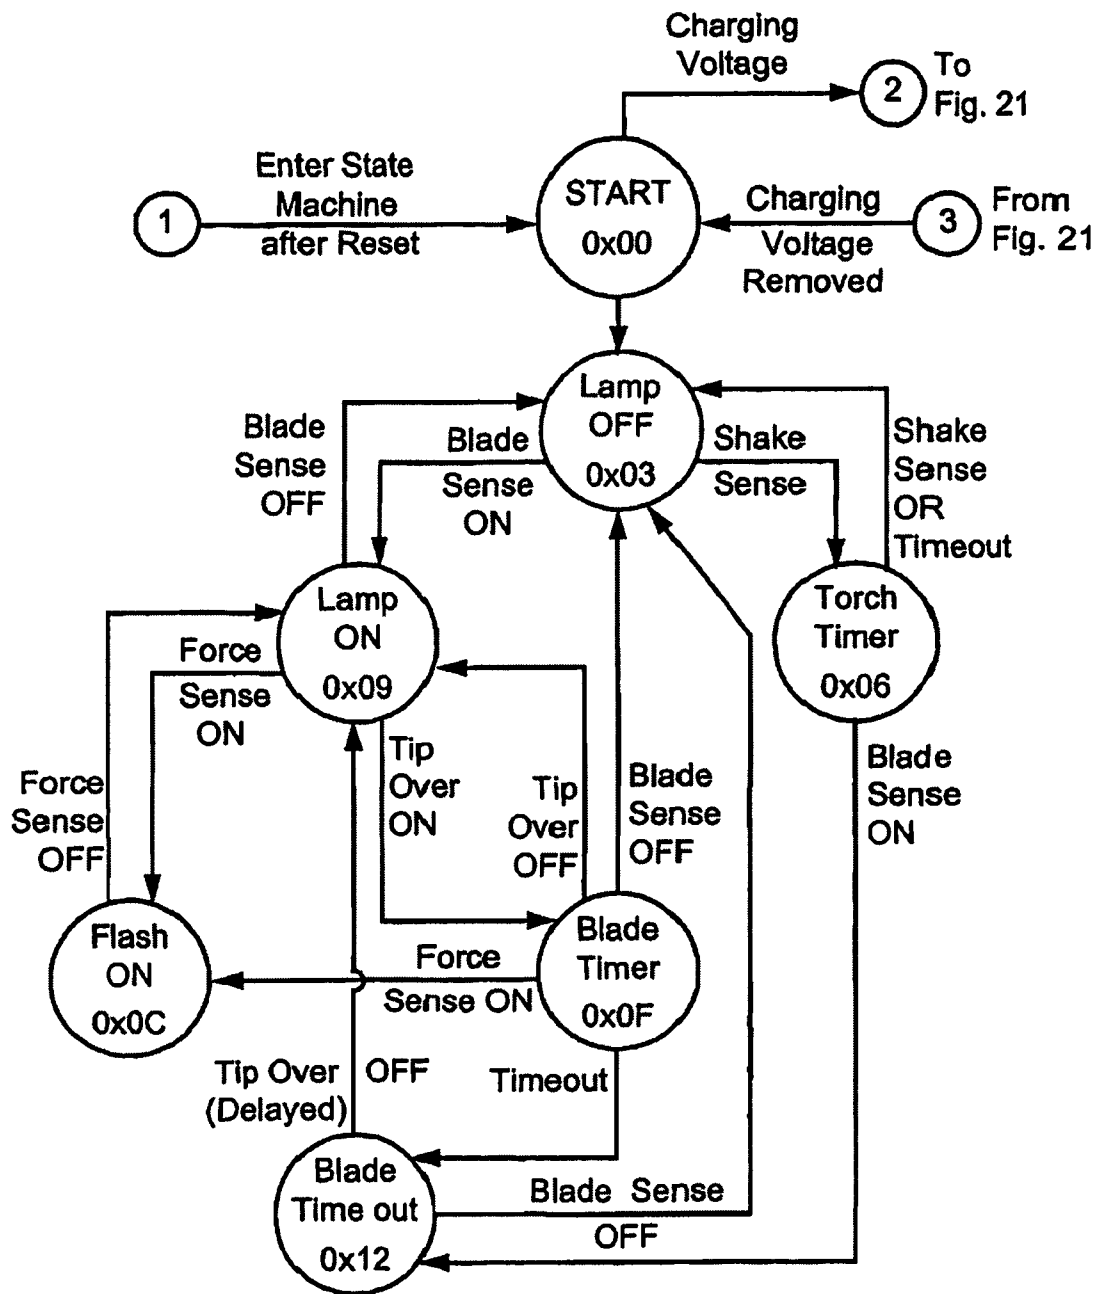 Charging
Voltage
2
To
Fig. 21
Enter State
Machine
after Reset
1
START
0x00
Charging
Voltage
Removed
3
From
Fig. 21
Lamp
OFF
0x03
Blade
Sense
OFF
Blade
Sense
ON
Shake
Sense
Shake
Sense
OR
Timeout
Lamp
ON
0x09
Torch
Timer
0x06
Force
Sense
ON
Force
Sense
OFF
Tip
Over
ON
Tip
Over
OFF
Blade
Sense
OFF
Blade
Sense
ON
Flash
ON
0x0C
Force
Sense ON
Blade
Timer
0x0F
Tip Over OFF
(Delayed)
Timeout
Blade
Time out
0x12
Blade Sense
OFF